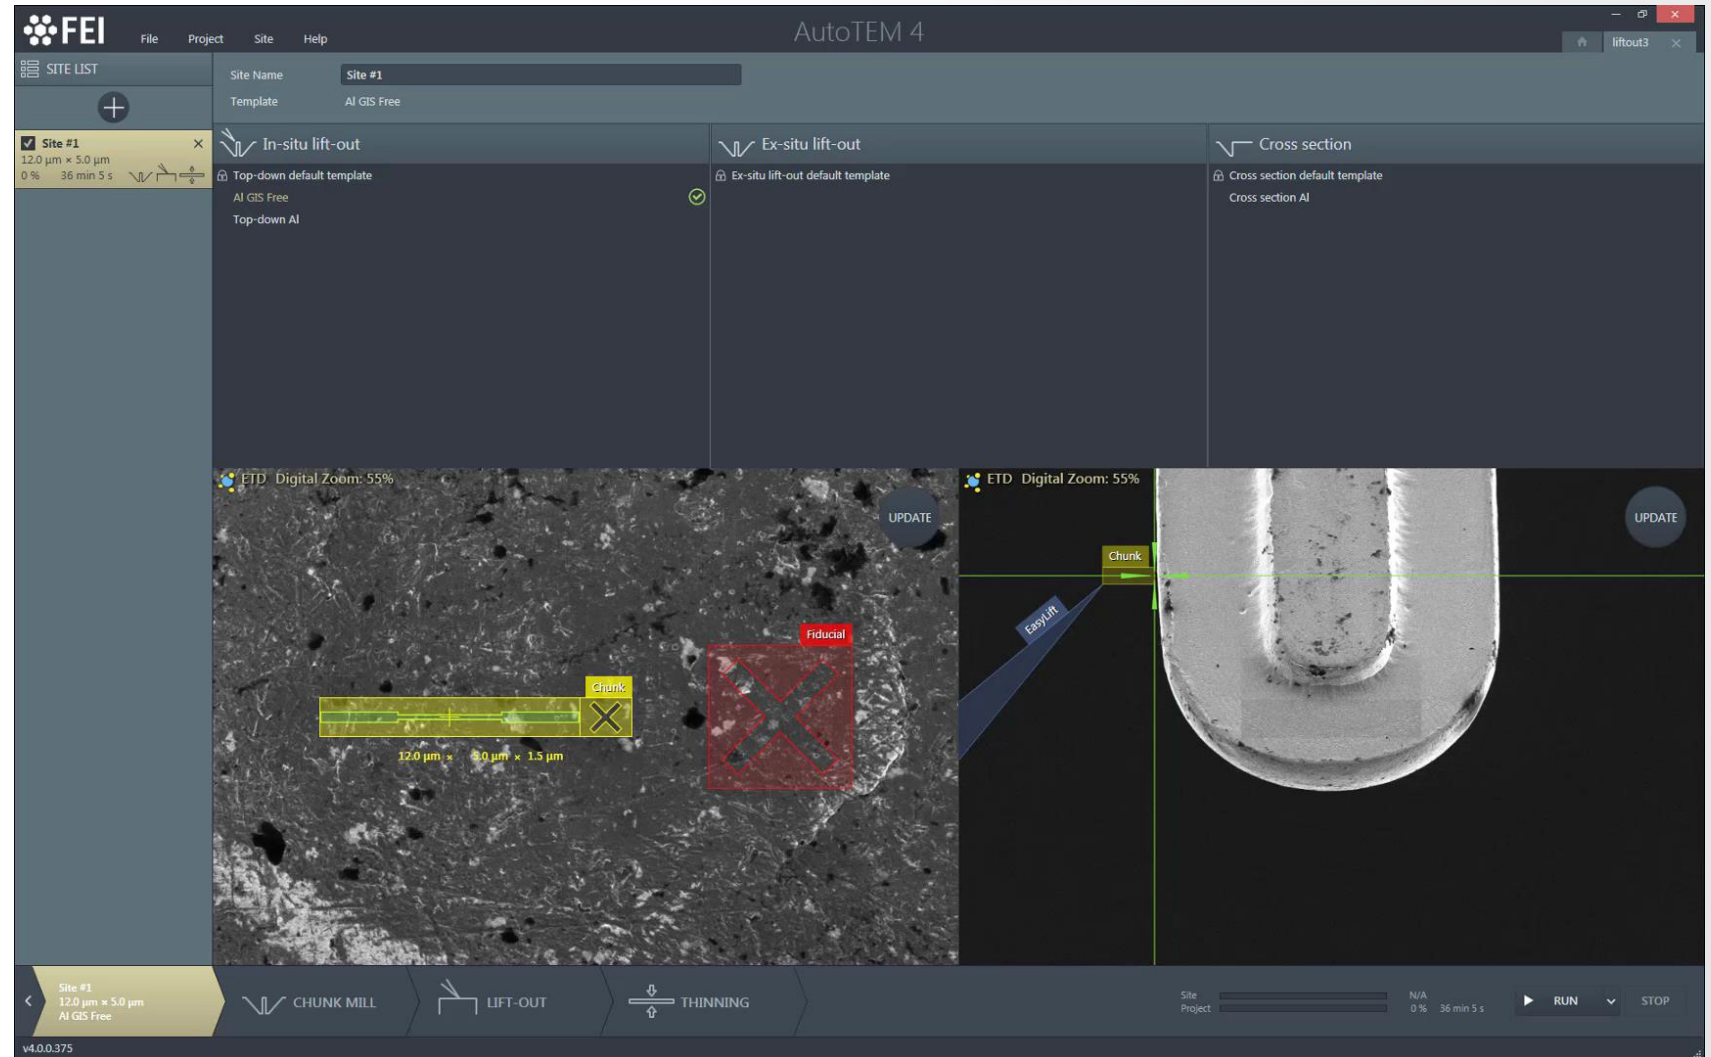 FEI
File Project Site Help
AutoTEM 4
liftout3
SITE LIST
Site Name Site #1
Template Al GIS Free
Site #1
12.0 µm × 5.0 µm
0 % 36 min 5 s
In-situ lift-out
Top-down default template
Al GIS Free
Top-down Al
Ex-situ lift-out
Ex-situ lift-out default template
Cross section
Cross section default template
Cross section Al
ETD Digital Zoom: 55%
UPDATE
Fiducial
Chunk
12.0 µm × 5.0 µm × 1.5 µm
ETD Digital Zoom: 55%
UPDATE
Chunk
EasyLift
Site #1
12.0 µm × 5.0 µm
Al GIS Free
CHUNK MILL
LIFT-OUT
THINNING
Site N/A
Project 0 % 36 min 5 s
RUN
STOP
v4.0.0.375